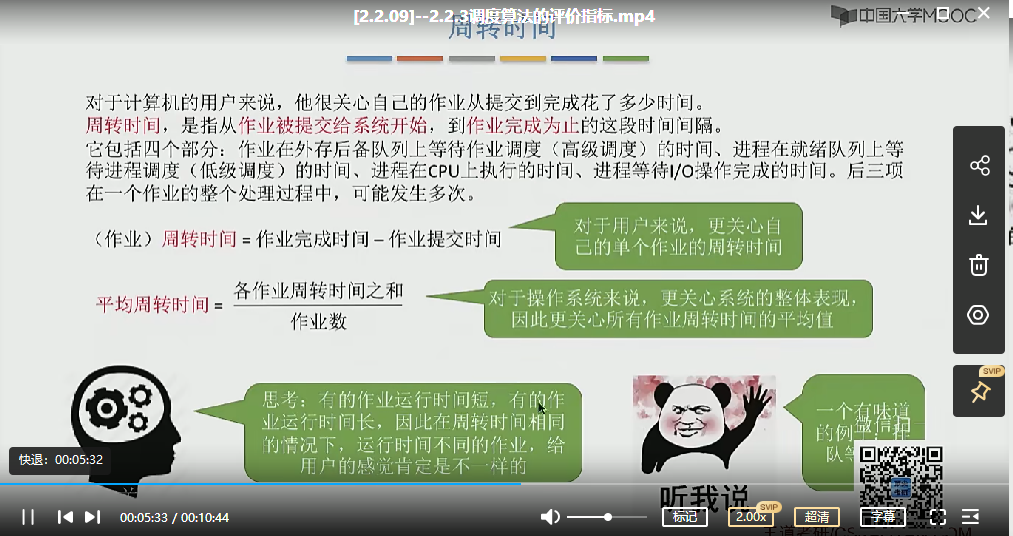 [2.2.09]--2.2.3调度算法的评价指标.mp4
中国大学MOOC
周转时间
对于计算机的用户来说，他很关心自己的作业从提交到完成花了多少时间。
周转时间，是指从作业被提交给系统开始，到作业完成为止的这段时间间隔。
它包括四个部分：作业在外存后备队列上等待作业调度（高级调度）的时间、进程在就绪队列上等
待进程调度（低级调度）的时间、进程在CPU上执行的时间、进程等待I/O操作完成的时间。后三项
在一个作业的整个处理过程中，可能发生多次。
（作业）周转时间 = 作业完成时间 – 作业提交时间
对于用户来说，更关心自
己的单个作业的周转时间
平均周转时间 =
各作业周转时间之和
作业数
对于操作系统来说，更关心系统的整体表现，
因此更关心所有作业周转时间的平均值
思考：有的作业运行时间短，有的作
业运行时间长，因此在周转时间相同
的情况下，运行时间不同的作业，给
用户的感觉肯定是不一样的
听我说
一个有味道
的例子：排
队等
微信扫
SVIP
快退：00:05:32
00:05:33 / 00:10:44
标记
2.00x
SVIP
超清
字幕